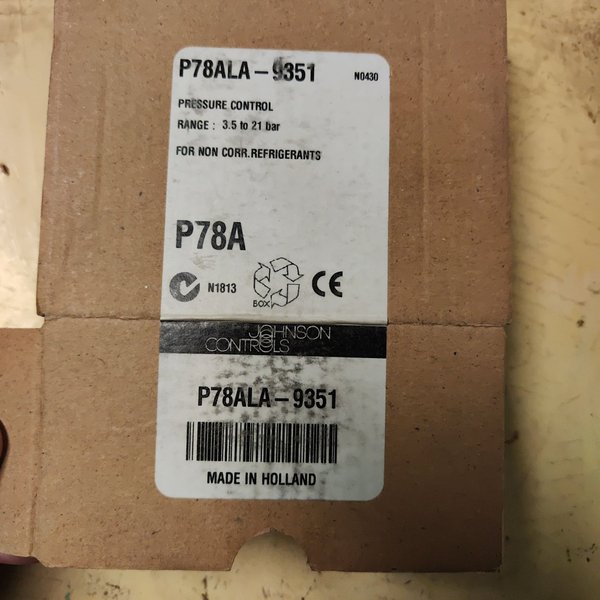 P78ALA-9351 N0430
PRESSURE CONTROL
RANGE : 3.5 to 21 bar
FOR NON CORR.REFRIGERANTS
P78A
N1813
BOX
CE
JOHNSON
CONTROLS
P78ALA-9351
MADE IN HOLLAND